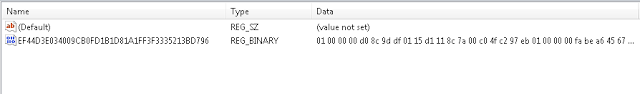 Name Type Data
(Default) REG_SZ (value not set)
EF44D3E034009CB0FD1B1D81A1FF3F3335213BD796 REG_BINARY 01 00 00 00 d0 8c 9d df 01 15 d1 11 8c 7a 00 c0 4f c2 97 eb 01 00 00 00 fa be a6 45 67 ...